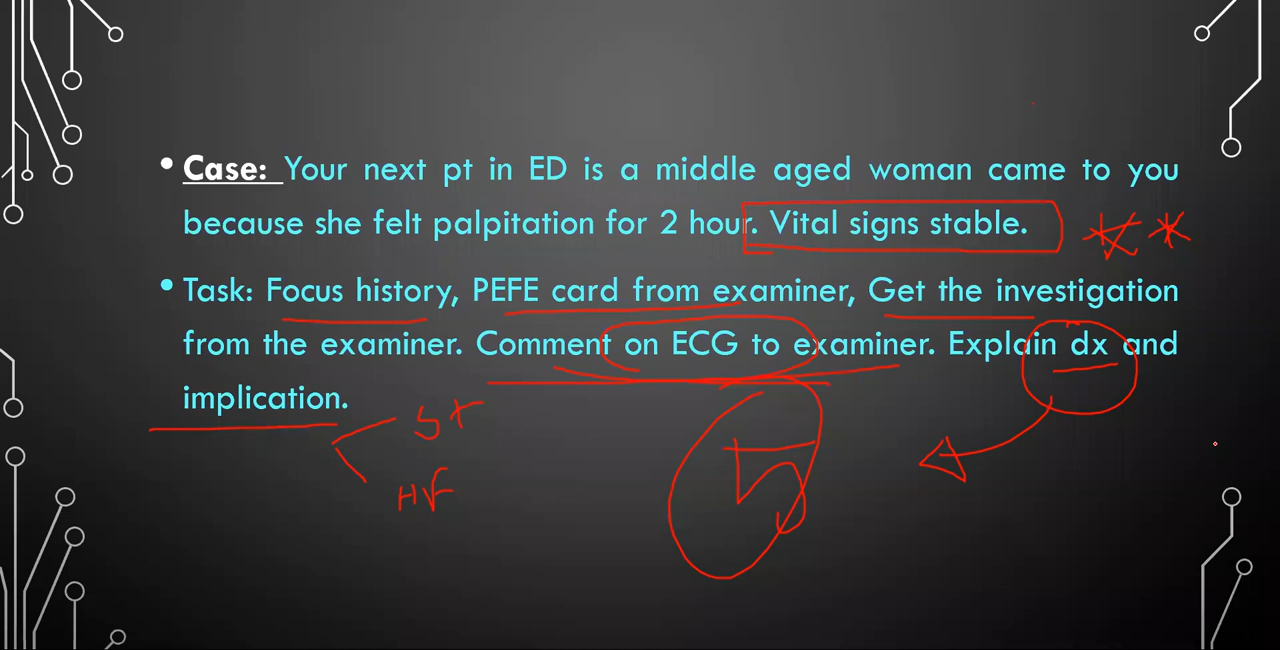 • Case: Your next pt in ED is a middle aged woman came to you
because she felt palpitation for 2 hour. Vital signs stable.
• Task: Focus history, PEFE card from examiner, Get the investigation
from the examiner. Comment on ECG to examiner. Explain dx and
implication.
St
HF
5